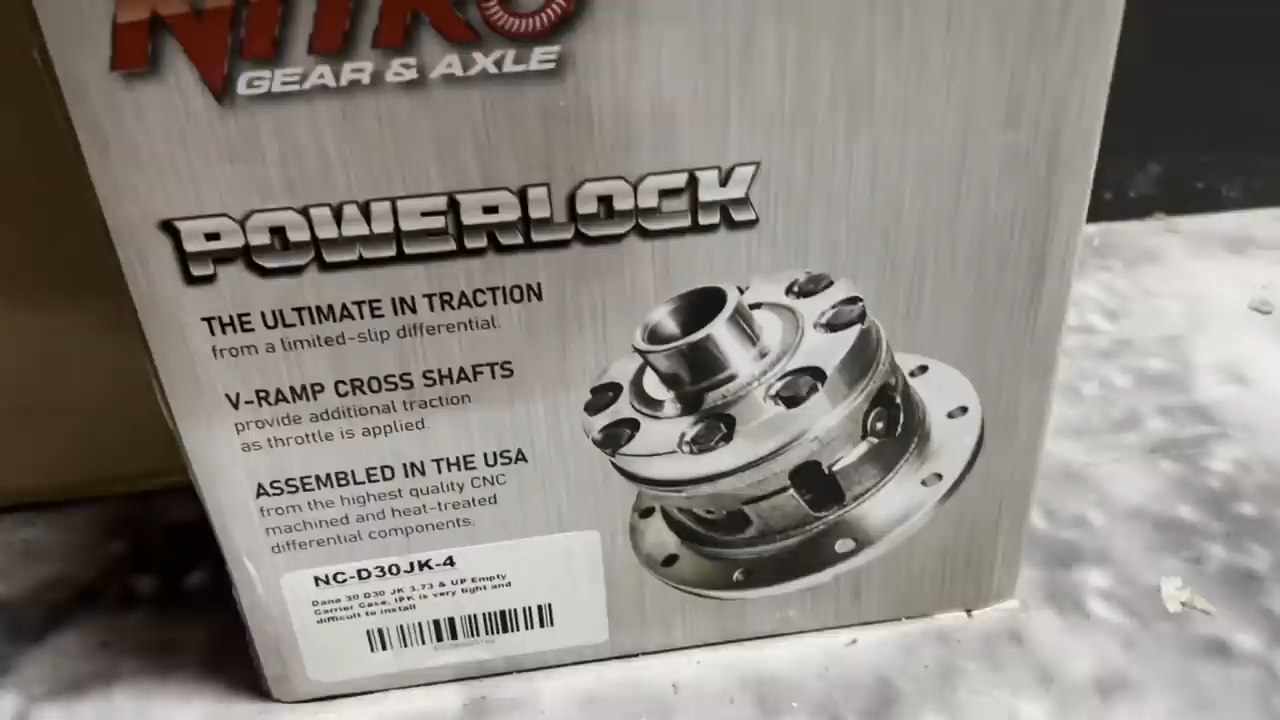 NITRO
GEAR & AXLE
POWERLOCK
THE ULTIMATE IN TRACTION
from a limited-slip differential.
V-RAMP CROSS SHAFTS
provide additional traction
as throttle is applied.
ASSEMBLED IN THE USA
from the highest quality CNC
machined and heat-treated
differential components.
NC-D30JK-4
Dana 30 D30 JK 3.73 & UP Empty
Carrier Case, IPK is very tight and
difficult to install